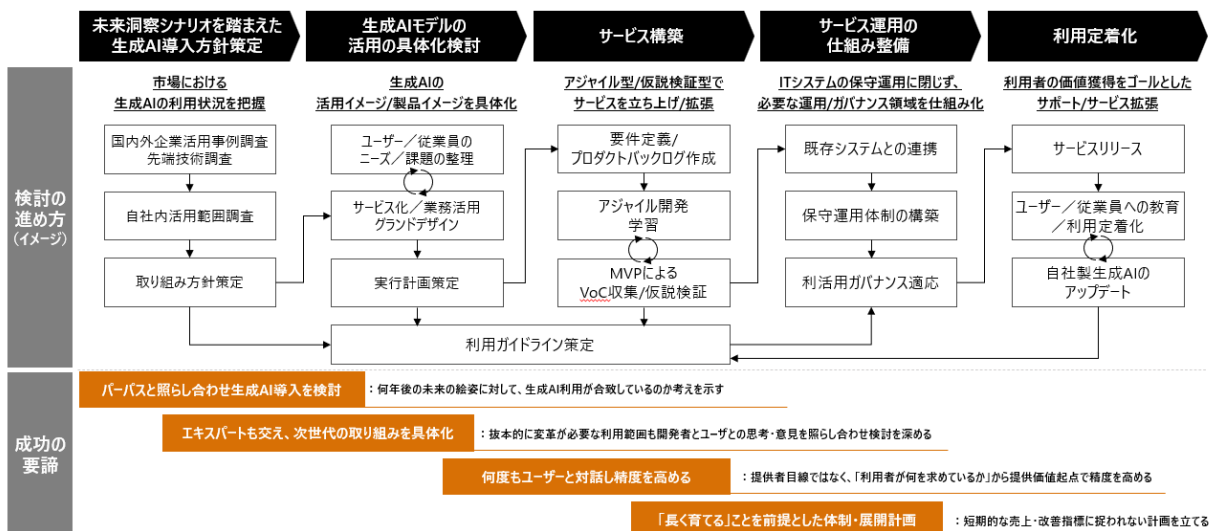 未来洞察シナリオを踏まえた
生成AI導入方針策定
生成AIモデルの
活用の具体化検討
サービス構築
サービス運用の
仕組み整備
利用定着化
検討の
進め方
(イメージ)
市場における
生成AIの利用状況を把握
国内外企業活用事例調査
先端技術調査
自社内活用範囲調査
取り組み方針策定
生成AIの
活用イメージ/製品イメージを具体化
ユーザー／従業員の
ニーズ／課題の整理
サービス化／業務活用
グランドデザイン
実行計画策定
アジャイル型/仮説検証型で
サービスを立ち上げ/拡張
要件定義/
プロダクトバックログ作成
アジャイル開発
学習
MVPによる
VoC収集/仮説検証
ITシステムの保守運用に閉じず、
必要な運用/ガバナンス領域を仕組み化
既存システムとの連携
保守運用体制の構築
利活用ガバナンス適応
利用者の価値獲得をゴールとした
サポート/サービス拡張
サービスリリース
ユーザー／従業員への教育
／利用定着化
自社製生成AIの
アップデート
利用ガイドライン策定
成功の
要諦
パーパスと照らし合わせ生成AI導入を検討
：何年後の未来の絵姿に対して、生成AI利用が合致しているのか考えを示す
エキスパートも交え、次世代の取り組みを具体化
：抜本的に変革が必要な利用範囲も開発者とユーザとの思考・意見を照らし合わせ検討を深める
何度もユーザーと対話し精度を高める
：提供者目線ではなく、「利用者が何を求めているか」から提供価値起点で精度を高める
「長く育てる」ことを前提とした体制・展開計画
：短期的な売上・改善指標に捉われない計画を立てる